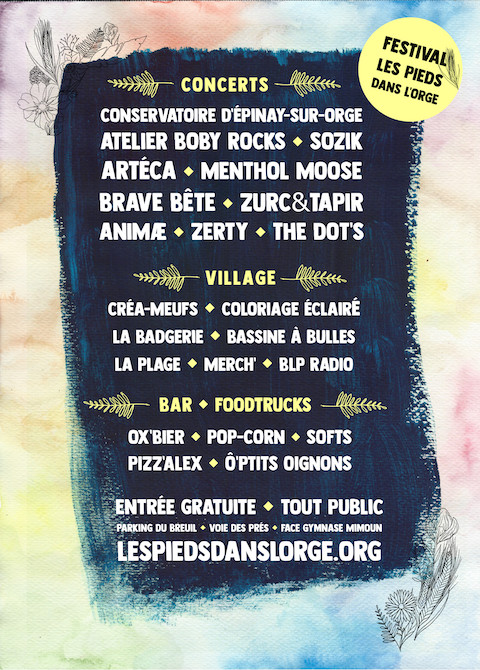 FESTIVAL
LES PIEDS
DANS L'ORGE
CONCERTS
CONSERVATOIRE D'ÉPINAY-SUR-ORGE
ATELIER BOBY ROCKS ◆ SOZIK
ARTÉCA ◆ MENTHOL MOOSE
BRAVE BÊTE ◆ ZURC&TAPIR
ANIMÆ ◆ ZERTY ◆ THE DOT'S
VILLAGE
CRÉA-MEUFS ◆ COLORIAGE ÉCLAIRÉ
LA BADGERIE ◆ BASSINE À BULLES
LA PLAGE ◆ MERCH' ◆ BLP RADIO
BAR ◆ FOODTRUCKS
OX'BIER ◆ POP-CORN ◆ SOFTS
PIZZ'ALEX ◆ Ô'PTITS OIGNONS
ENTRÉE GRATUITE ◆ TOUT PUBLIC
PARKING DU BREUIL ◆ VOIE DES PRÉS ◆ FACE GYMNASE MIMOUN
LESPIEDSDANSLORGE.ORG